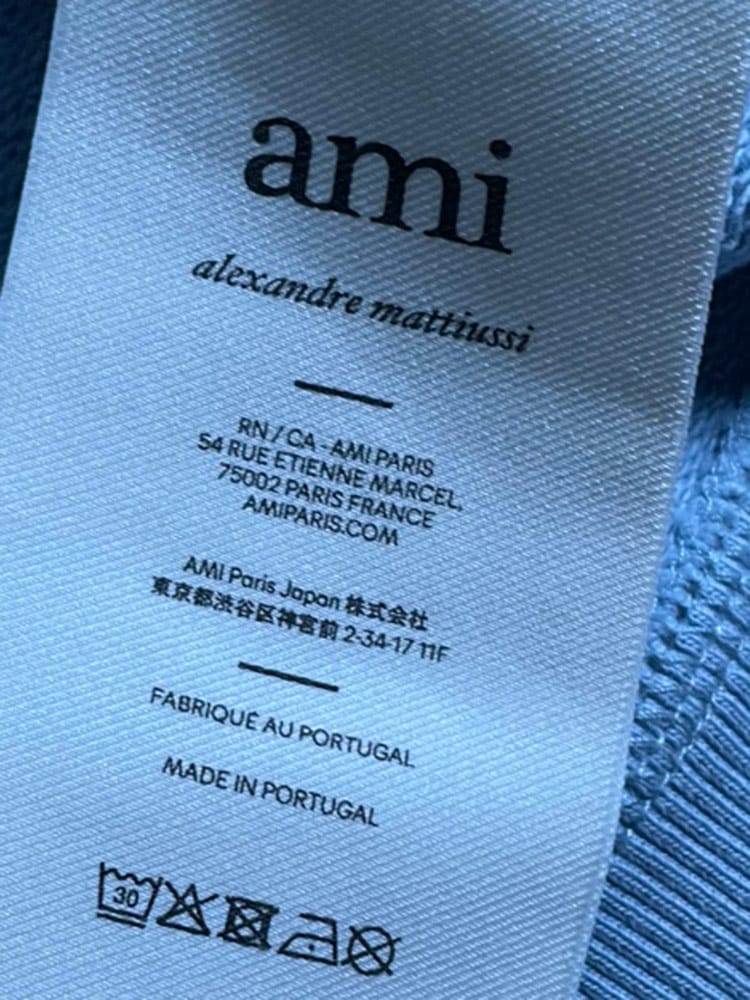 ami
alexandre mattiussi
RN / CA - AMI PARIS
54 RUE ETIENNE MARCEL,
75002 PARIS FRANCE
AMIPARIS.COM
AMI Paris Japan 株式会社
東京都渋谷区神宮前 2-34-17 11F
FABRIQUÉ AU PORTUGAL
MADE IN PORTUGAL
30